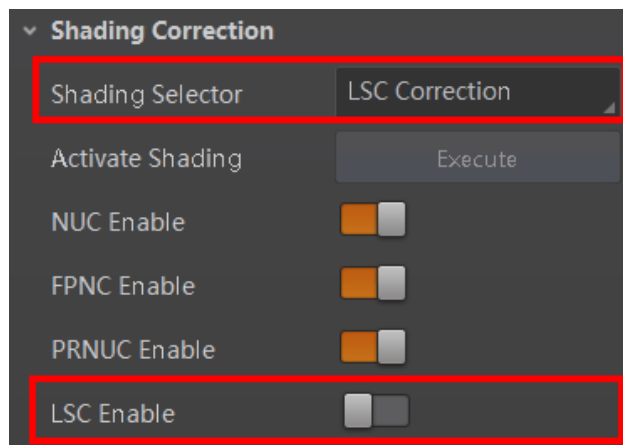 Shading Correction
Shading Selector LSC Correction
Activate Shading Execute
NUC Enable
FPNC Enable
PRNUC Enable
LSC Enable